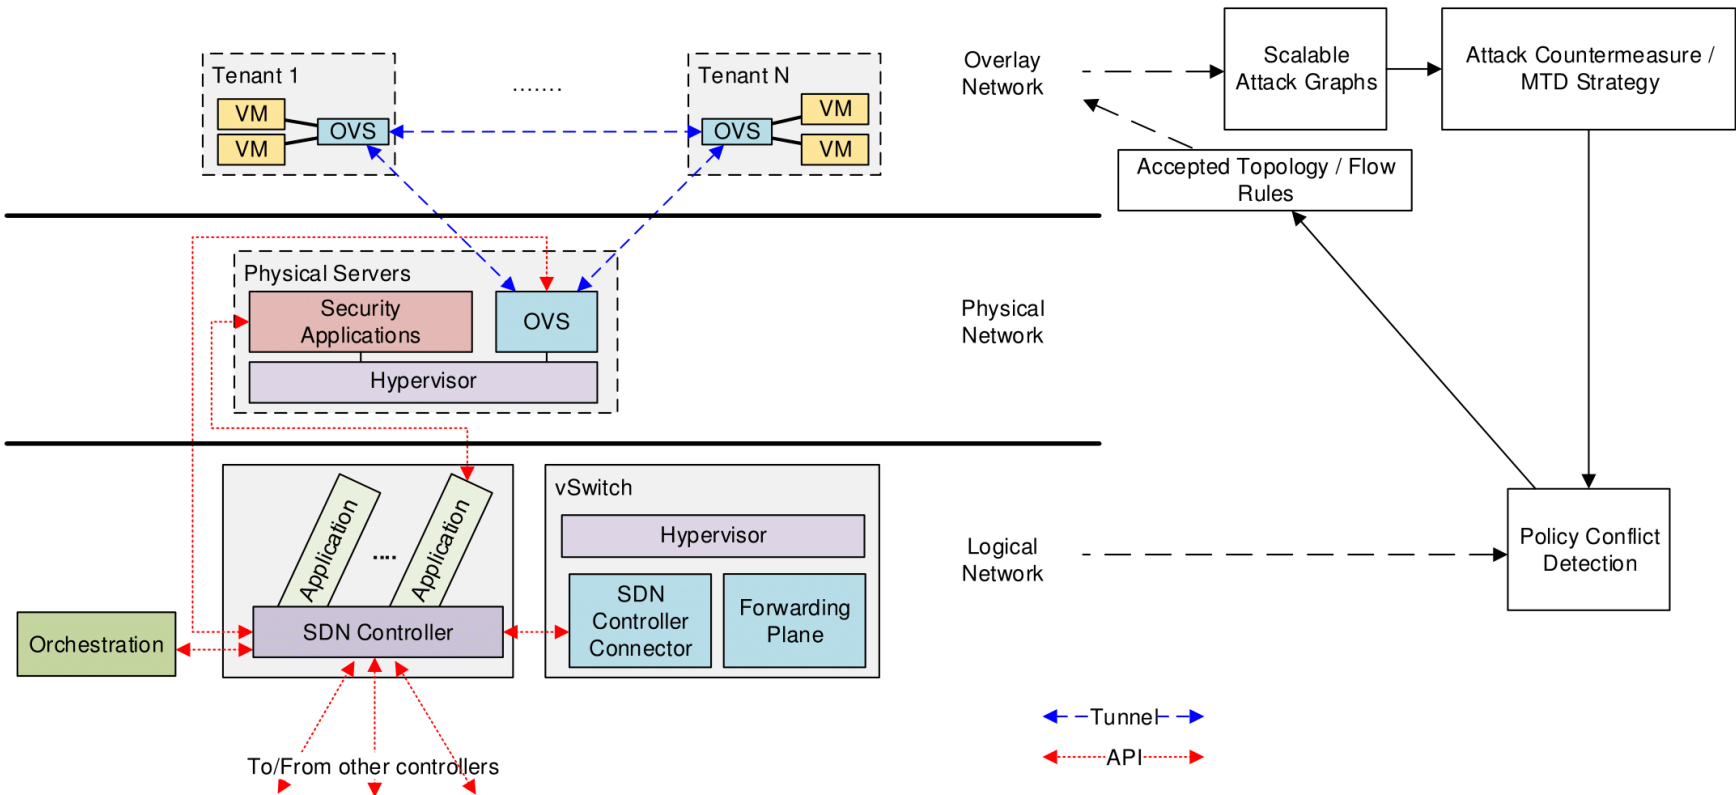 Tenant 1
VM
VM
OVS
.......
Tenant N
OVS
VM
VM
Overlay
Network
Scalable
Attack Graphs
Attack Countermeasure /
MTD Strategy
Accepted Topology / Flow
Rules
Physical Servers
Security
Applications
OVS
Hypervisor
Physical
Network
Application
....
Application
SDN Controller
Orchestration
To/From other controllers
vSwitch
Hypervisor
SDN
Controller
Connector
Forwarding
Plane
Logical
Network
Policy Conflict
Detection
Tunnel
API